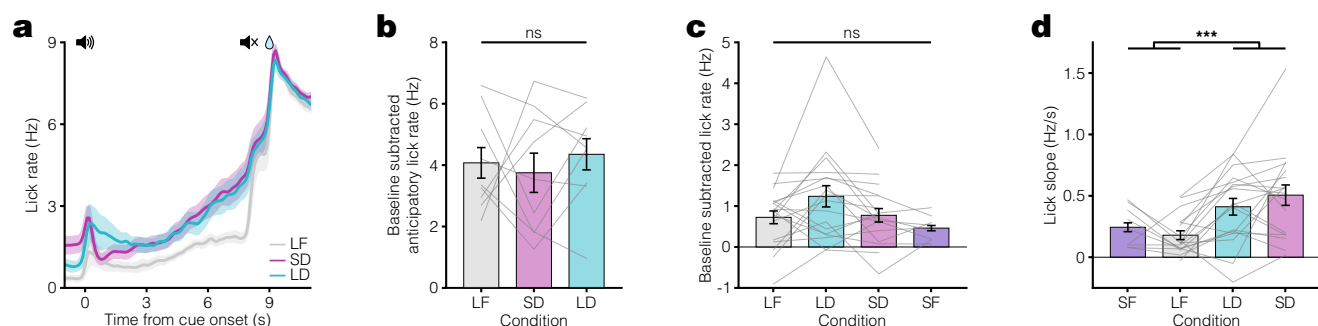 a
9
6
3
0
Lick rate (Hz)
0
3
6
9
Time from cue onset (s)
LF
SD
LD
b
ns
8
6
4
2
0
Baseline subtracted
anticipatory lick rate (Hz)
LF
SD
LD
Condition
c
ns
5
4
3
2
1
0
-1
Baseline subtracted lick rate (Hz)
LF
LD
SD
SF
Condition
d
***
1.5
1.0
0.5
0
Lick slope (Hz/s)
SF
LF
LD
SD
Condition